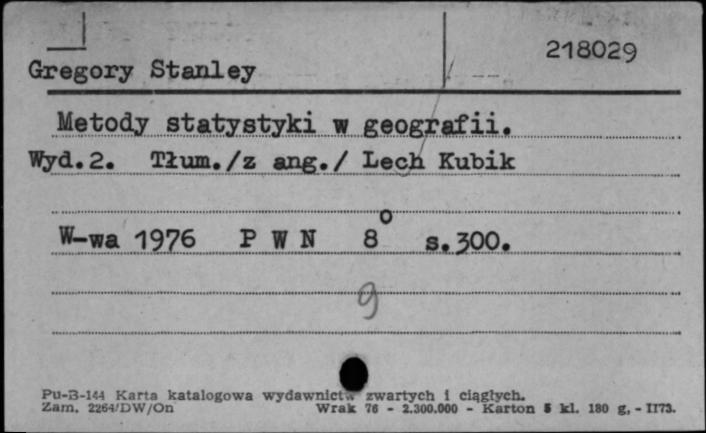 218029
Gregory Stanley
Metody statystyki w geografii.
Wyd.2. Tłum./z ang./ Lech Kubik
W-wa 1976 P W N 8° s.300.
9
Pu-B-144 Karta katalogowa wydawnictw zwartych i ciągłych.
Zam. 2264/DW/On Wrak 76 - 2.300.000 - Karton 5 kl. 180 g, - II73.